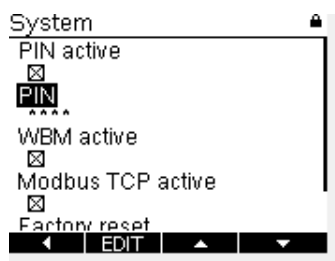 System
PIN active
PIN
****
WBM active
Modbus TCP active
Factory reset
EDIT